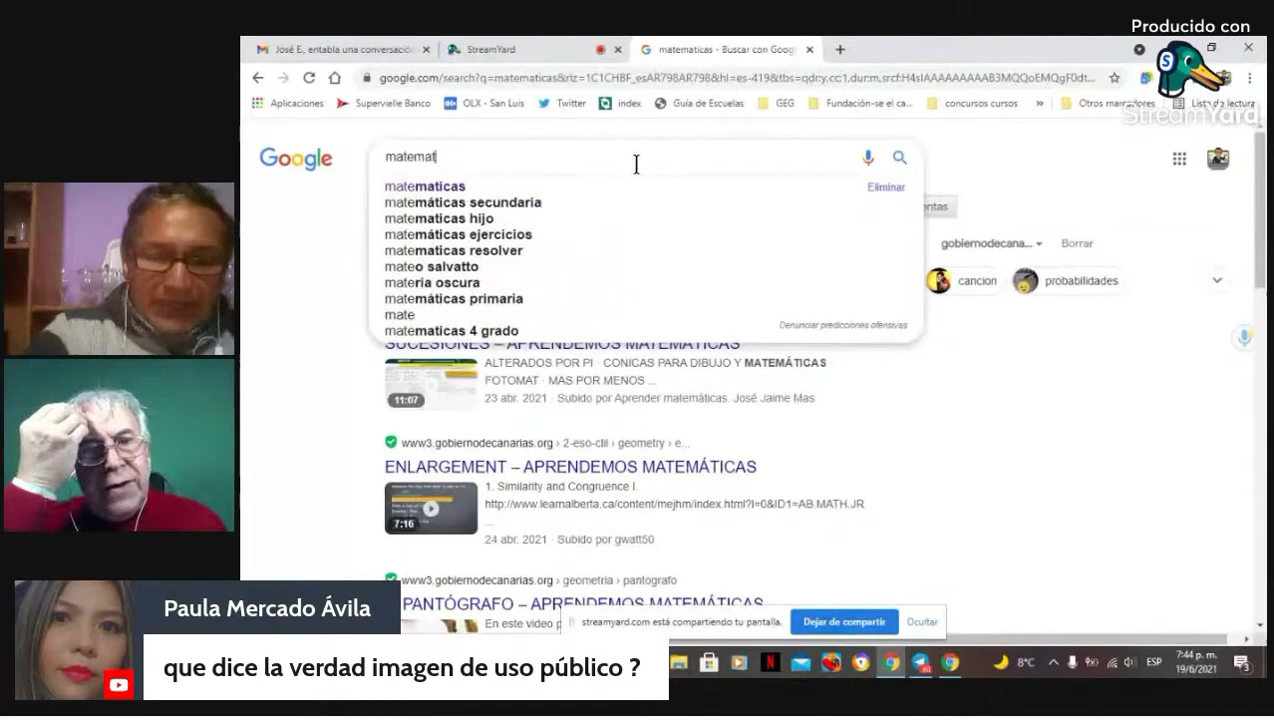 Producido con
StreamYard
José E., entabla una conversació
StreamYard
matematicas - Buscar con Goog
google.com/search?q=matematicas&rlz=1C1CHBF_esAR798AR798&hl=es-419&tbs=qdr:y,cc:1,dur:m,srcf:H4sIAAAAAAAAAB3MQQoEMQgF0dt...
Aplicaciones
Supervielle Banco
OLX - San Luis
Twitter
index
Guía de Escuelas
GEG
Fundación-se el ca...
concursos cursos
»
Otros marcadores
Lista de lectura
Google
matemat
matematicas
Eliminar
matemáticas secundaria
matematicas hijo
matemáticas ejercicios
matematicas resolver
mateo salvatto
materia oscura
matemáticas primaria
mate
matematicas 4 grado
Denunciar predicciones ofensivas
entas
gobiernodecana...
Borrar
cancion
probabilidades
SUCESIONES – APRENDEMOS MATEMÁTICAS
ALTERADOS POR PI · CONICAS PARA DIBUJO Y MATEMÁTICAS
FOTOMAT · MAS POR MENOS ...
11:07
23 abr. 2021 · Subido por Aprender matemáticas. José Jaime Mas
www3.gobiernodecanarias.org › 2-eso-clil › geometry › e...
ENLARGEMENT – APRENDEMOS MATEMÁTICAS
1. Similarity and Congruence I.
http://www.learnalberta.ca/content/mejhm/index.html?l=0&ID1=AB.MATH.JR
...
7:16
24 abr. 2021 · Subido por gwatt50
www3.gobiernodecanarias.org › geometria › pantografo
PANTÓGRAFO – APRENDEMOS MATEMÁTICAS
En este video p
streamyard.com está compartiendo tu pantalla.
Dejar de compartir
Ocultar
8°C
ESP
7:44 p. m.
19/6/2021
3
Paula Mercado Ávila
que dice la verdad imagen de uso público ?